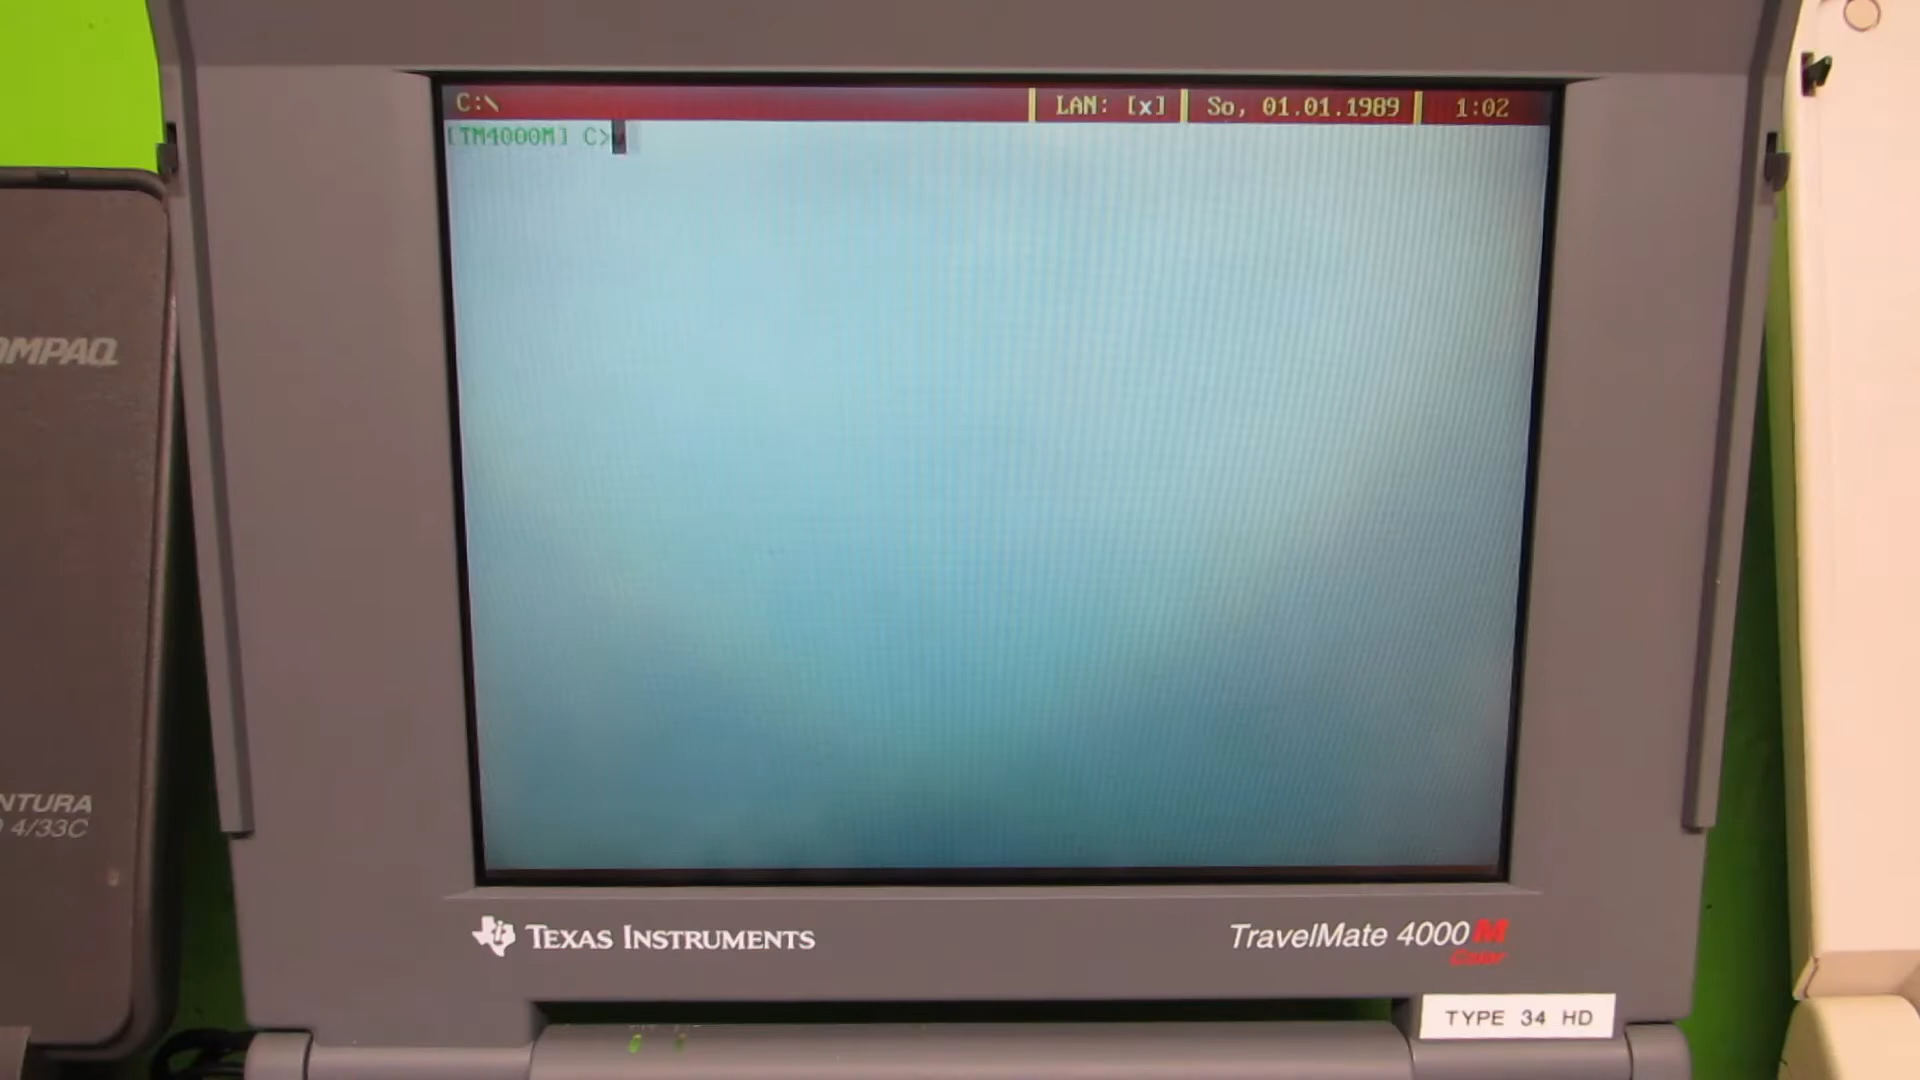 C:\ LAN: [x] So, 01.01.1989 1:02
[TM4000M] C>
OMPAQ
NTURA
4/33C
TEXAS INSTRUMENTS
TravelMate 4000M
Color
TYPE 34 HD